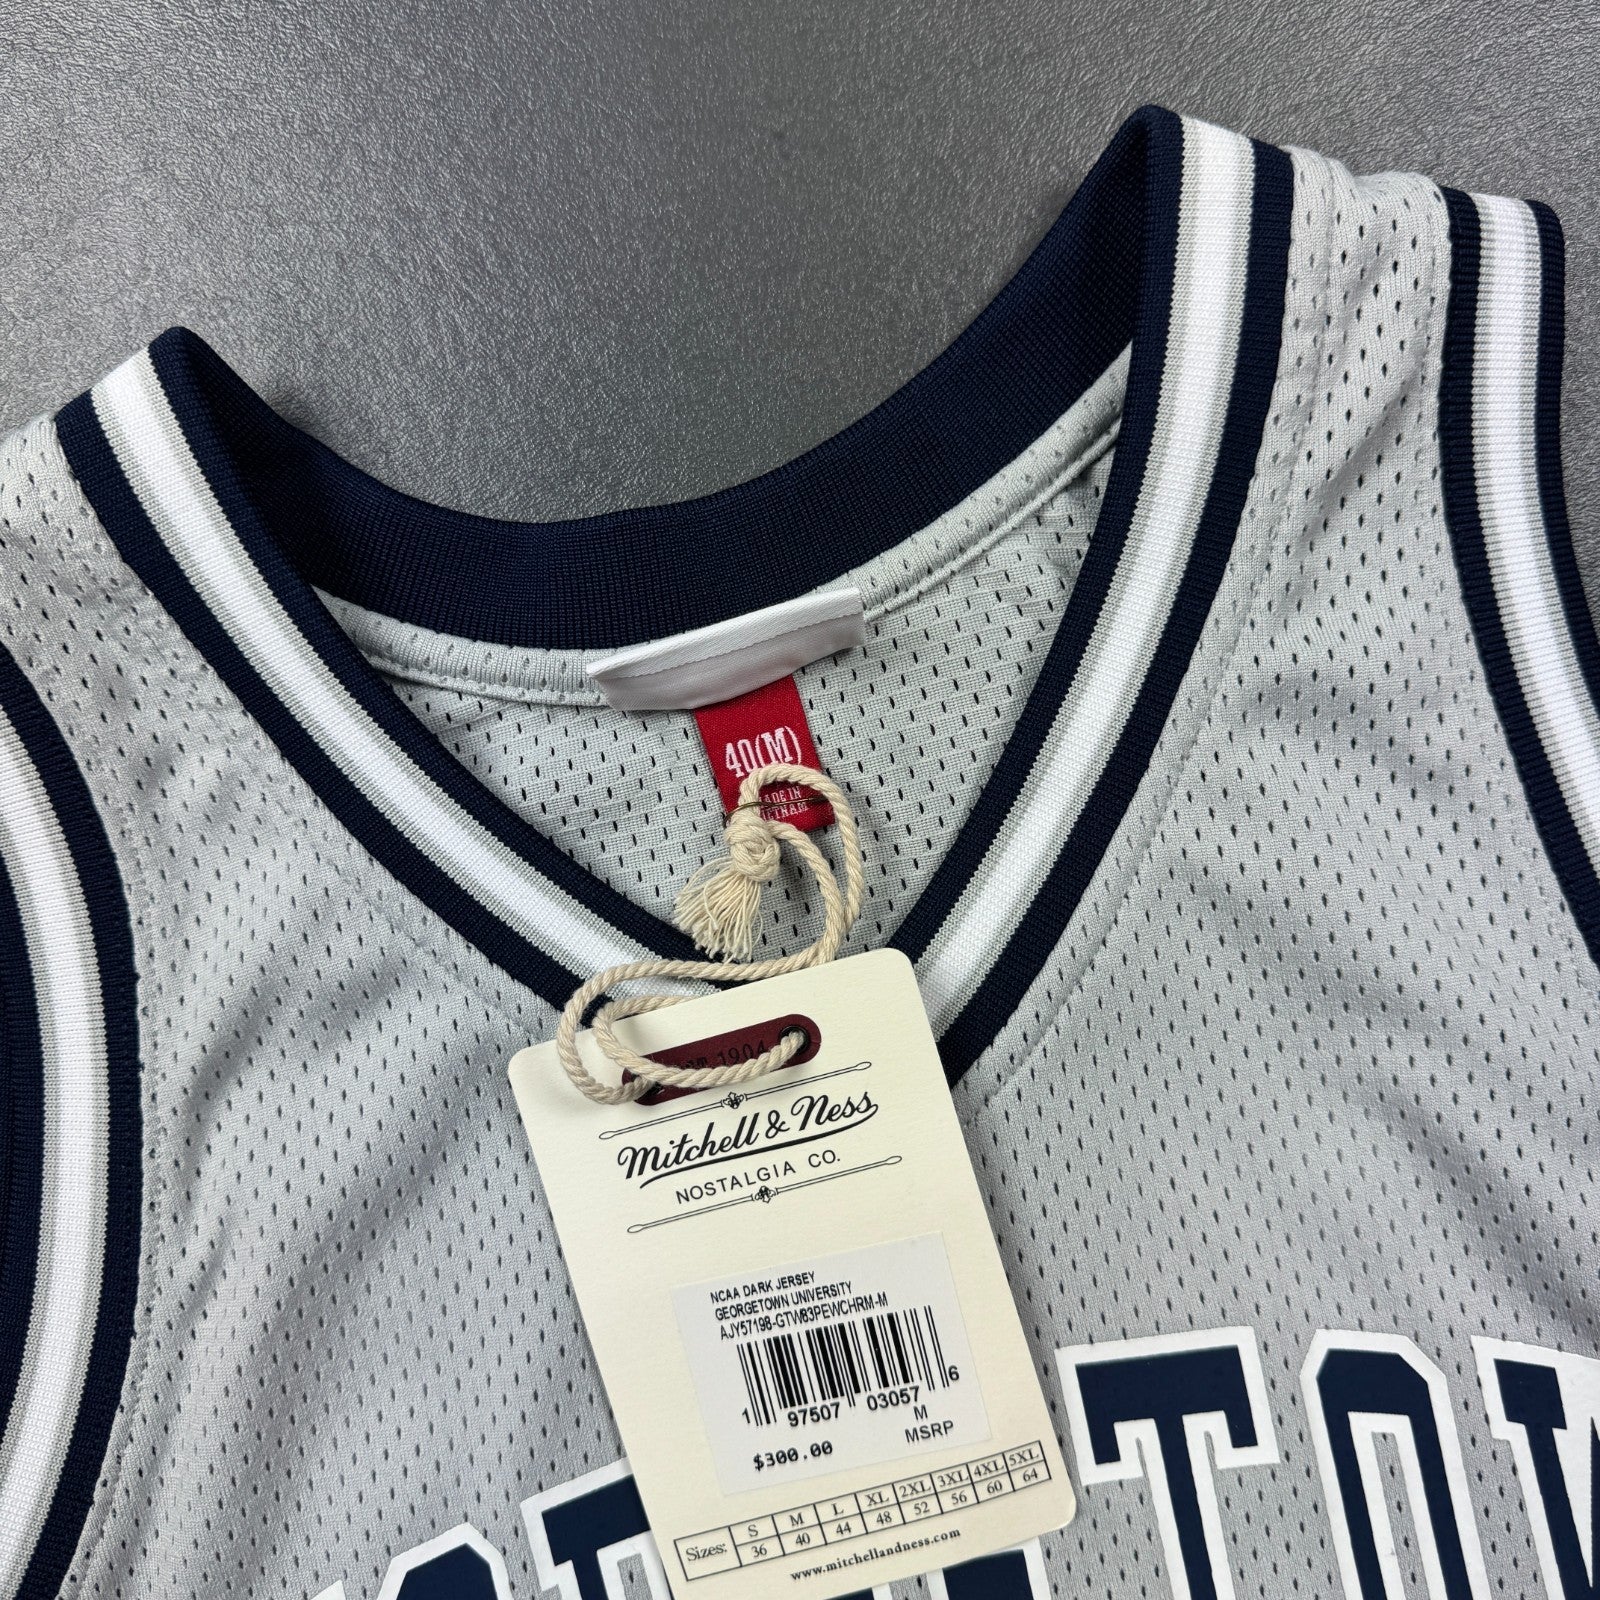 40(M)
MADE IN
VIETNAM
EST. 1904
Mitchell & Ness
NOSTALGIA CO.
NCAA DARK JERSEY
GEORGETOWN UNIVERSITY
AJY57198-GTW83PEWCHRM-M
1 97507 03057 6
M
$300.00 MSRP
Sizes: S M L XL 2XL 3XL 4XL 5XL
36 40 44 48 52 56 60 64
www.mitchellandness.com